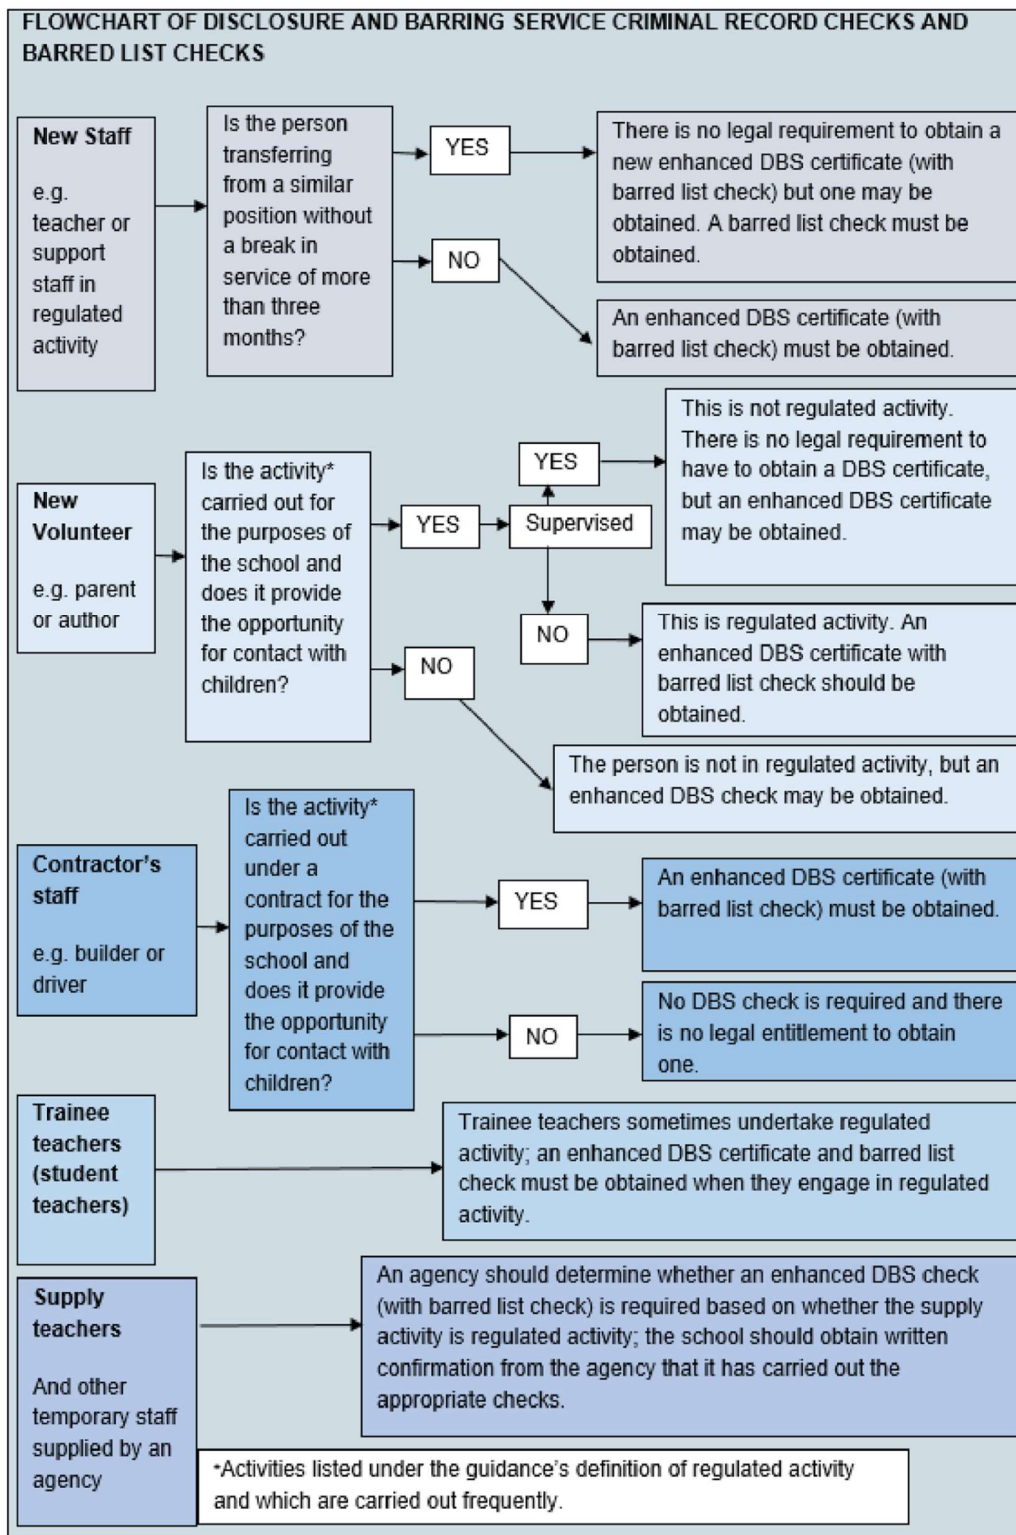 FLOWCHART OF DISCLOSURE AND BARRING SERVICE CRIMINAL RECORD CHECKS AND
BARRED LIST CHECKS
New Staff
e.g.
teacher or
support
staff in
regulated
activity
Is the person
transferring
from a similar
position without
a break in
service of more
than three
months?
YES
There is no legal requirement to obtain a
new enhanced DBS certificate (with
barred list check) but one may be
obtained. A barred list check must be
obtained.
NO
An enhanced DBS certificate (with
barred list check) must be obtained.
New
Volunteer
e.g. parent
or author
Is the activity*
carried out for
the purposes of
the school and
does it provide
the opportunity
for contact with
children?
YES
Supervised
YES
This is not regulated activity.
There is no legal requirement to
have to obtain a DBS certificate,
but an enhanced DBS certificate
may be obtained.
NO
This is regulated activity. An
enhanced DBS certificate with
barred list check should be
obtained.
NO
The person is not in regulated activity, but an
enhanced DBS check may be obtained.
Contractor's
staff
e.g. builder or
driver
Is the activity*
carried out
under a
contract for the
purposes of the
school and
does it provide
the opportunity
for contact with
children?
YES
An enhanced DBS certificate (with
barred list check) must be obtained.
NO
No DBS check is required and there
is no legal entitlement to obtain
one.
Trainee
teachers
(student
teachers)
Trainee teachers sometimes undertake regulated
activity; an enhanced DBS certificate and barred list
check must be obtained when they engage in regulated
activity.
Supply
teachers
And other
temporary staff
supplied by an
agency
An agency should determine whether an enhanced DBS check
(with barred list check) is required based on whether the supply
activity is regulated activity; the school should obtain written
confirmation from the agency that it has carried out the
appropriate checks.
*Activities listed under the guidance's definition of regulated activity
and which are carried out frequently.